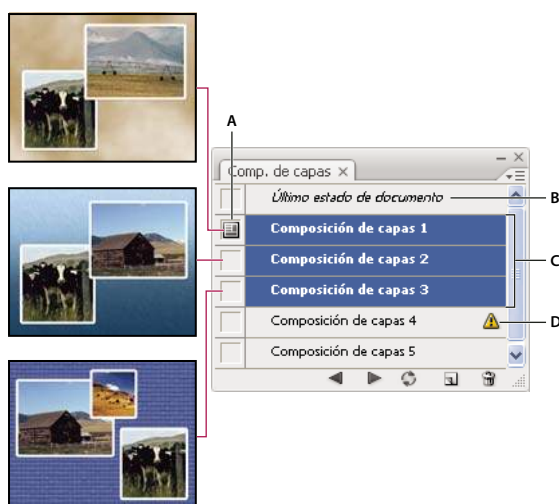 A
Comp. de capas
Último estado de documento
B
Composición de capas 1
Composición de capas 2
C
Composición de capas 3
Composición de capas 4
D
Composición de capas 5